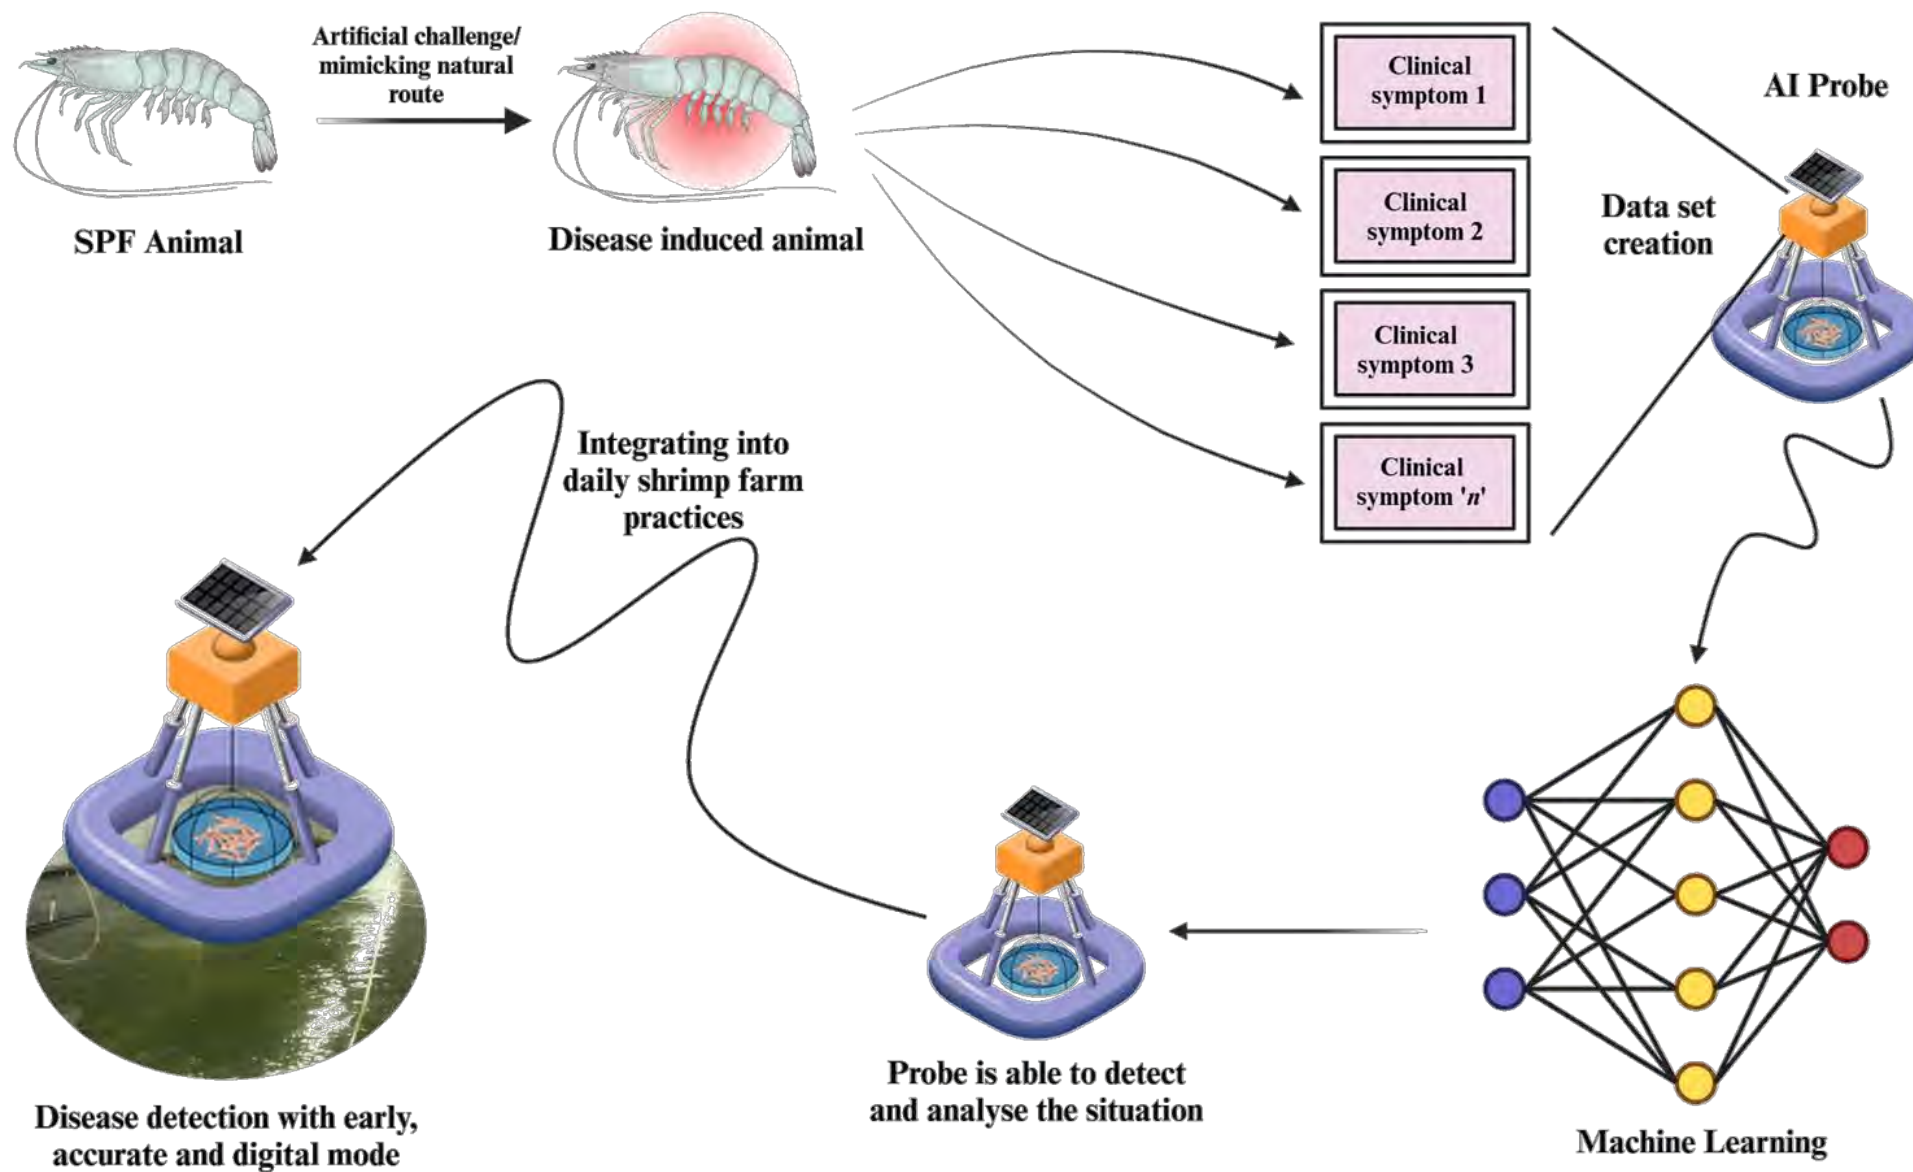 Artificial challenge/
mimicking natural
route
SPF Animal
Disease induced animal
Clinical
symptom 1
Clinical
symptom 2
Clinical
symptom 3
Clinical
symptom 'n'
AI Probe
Data set
creation
Integrating into
daily shrimp farm
practices
Disease detection with early,
accurate and digital mode
Probe is able to detect
and analyse the situation
Machine Learning